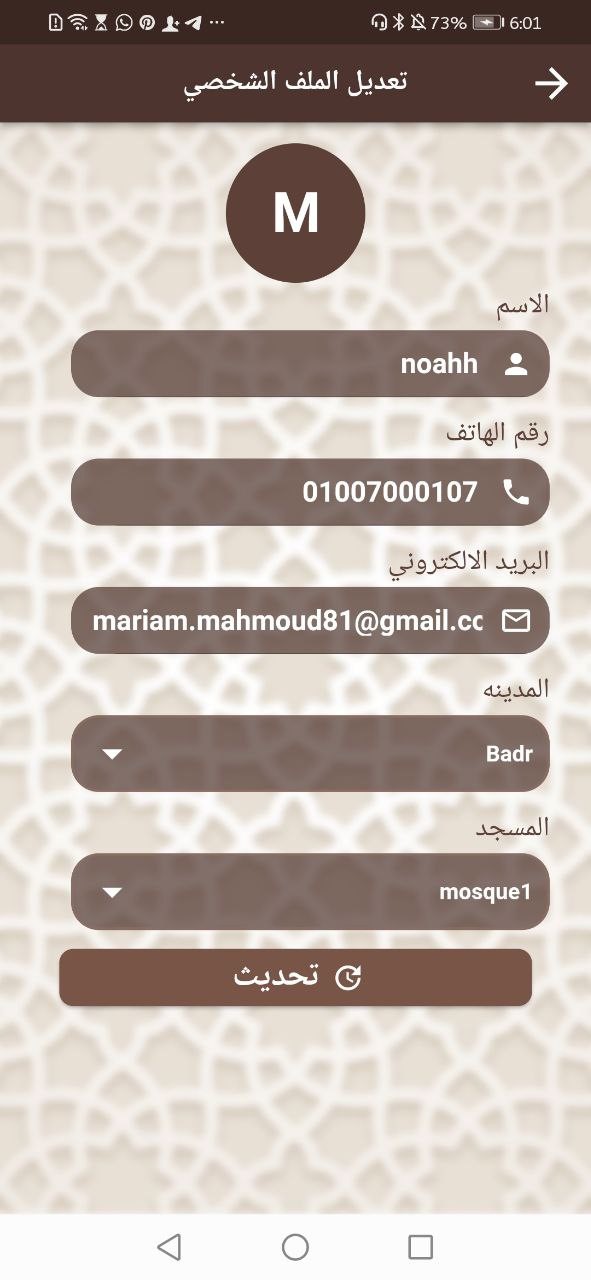 73% 6:01
تعديل الملف الشخصي
M
الاسم
noahh
رقم الهاتف
01007000107
البريد الالكتروني
mariam.mahmoud81@gmail.cc
المدينه
Badr
المسجد
mosque1
تحديث